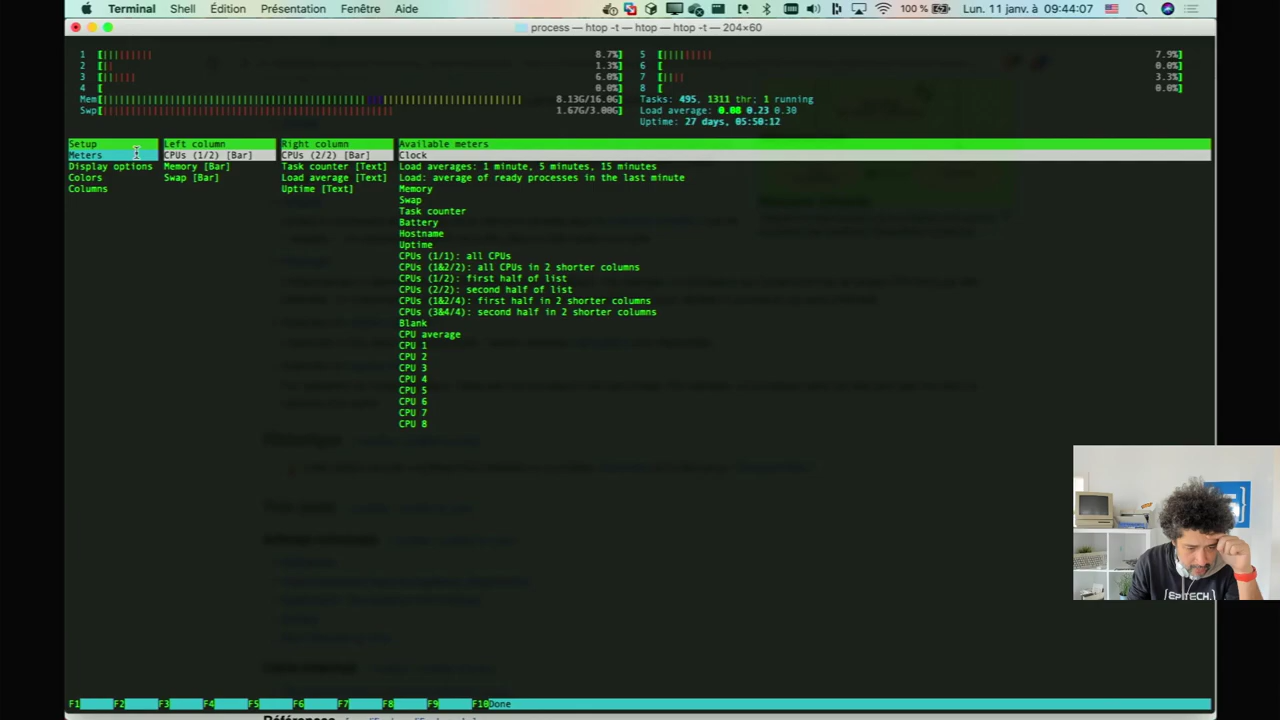 Terminal Shell Édition Présentation Fenêtre Aide 100 % Lun. 11 janv. à 09:44:07
process — htop -t — htop — htop -t — 204×60
1 [||||||||| 8.7%] 5 [||||||||| 7.9%]
2 [|| 1.3%] 6 [ 0.0%]
3 [|||||| 6.0%] 7 [|||| 3.3%]
4 [ 0.0%] 8 [ 0.0%]
Mem[ 8.13G/16.0G] Tasks: 495, 1311 thr; 1 running
Swp[ 1.67G/3.00G] Load average: 0.08 0.23 0.30
Uptime: 27 days, 05:50:12
Setup Left column Right column Available meters
Meters CPUs (1/2) [Bar] CPUs (2/2) [Bar] Clock
Display options Memory [Bar] Task counter [Text] Load averages: 1 minute, 5 minutes, 15 minutes
Colors Swap [Bar] Load average [Text] Load: average of ready processes in the last minute
Columns Uptime [Text] Memory
Swap
Task counter
Battery
Hostname
Uptime
CPUs (1/1): all CPUs
CPUs (1&2/2): all CPUs in 2 shorter columns
CPUs (1/2): first half of list
CPUs (2/2): second half of list
CPUs (1&2/4): first half in 2 shorter columns
CPUs (3&4/4): second half in 2 shorter columns
Blank
CPU average
CPU 1
CPU 2
CPU 3
CPU 4
CPU 5
CPU 6
CPU 7
CPU 8
{EPITECH.}
F1 F2 F3 F4 F5 F6 F7 F8 F9 F10Done
Références